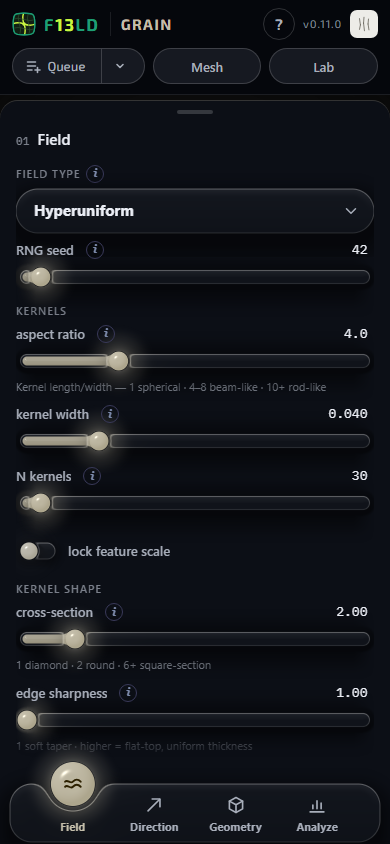 F13LD GRAIN
? v0.11.0
Queue Mesh Lab
01 Field
FIELD TYPE i
Hyperuniform
RNG seed i 42
KERNELS
aspect ratio i 4.0
Kernel length/width — 1 spherical · 4–8 beam-like · 10+ rod-like
kernel width i 0.040
N kernels i 30
lock feature scale
KERNEL SHAPE
cross-section i 2.00
1 diamond · 2 round · 6+ square-section
edge sharpness i 1.00
1 soft taper · higher = flat-top, uniform thickness
Field Direction Geometry Analyze